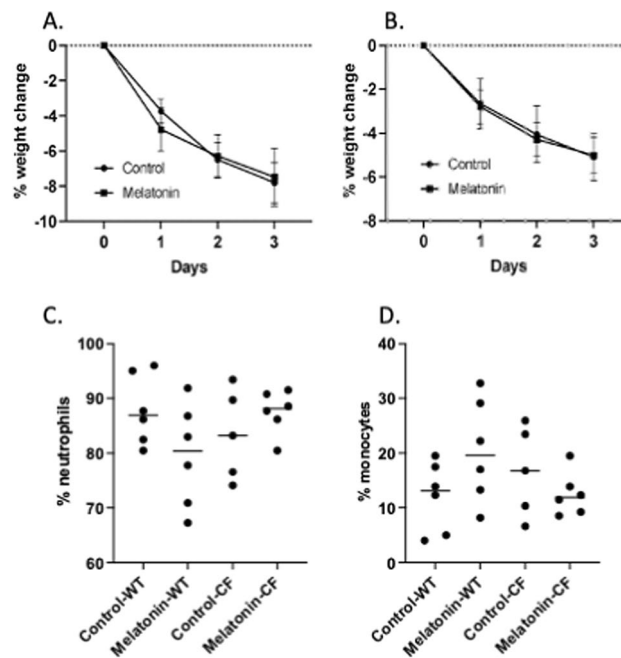 A.
0
-2
-4
-6
-8
-10
% weight change
Control
Melatonin
0 1 2 3
Days
B.
0
-2
-4
-6
-8
% weight change
Control
Melatonin
0 1 2 3
Days
C.
100
90
80
70
60
% neutrophils
Control-WT
Melatonin-WT
Control-CF
Melatonin-CF
D.
40
30
20
10
0
% monocytes
Control-WT
Melatonin-WT
Control-CF
Melatonin-CF